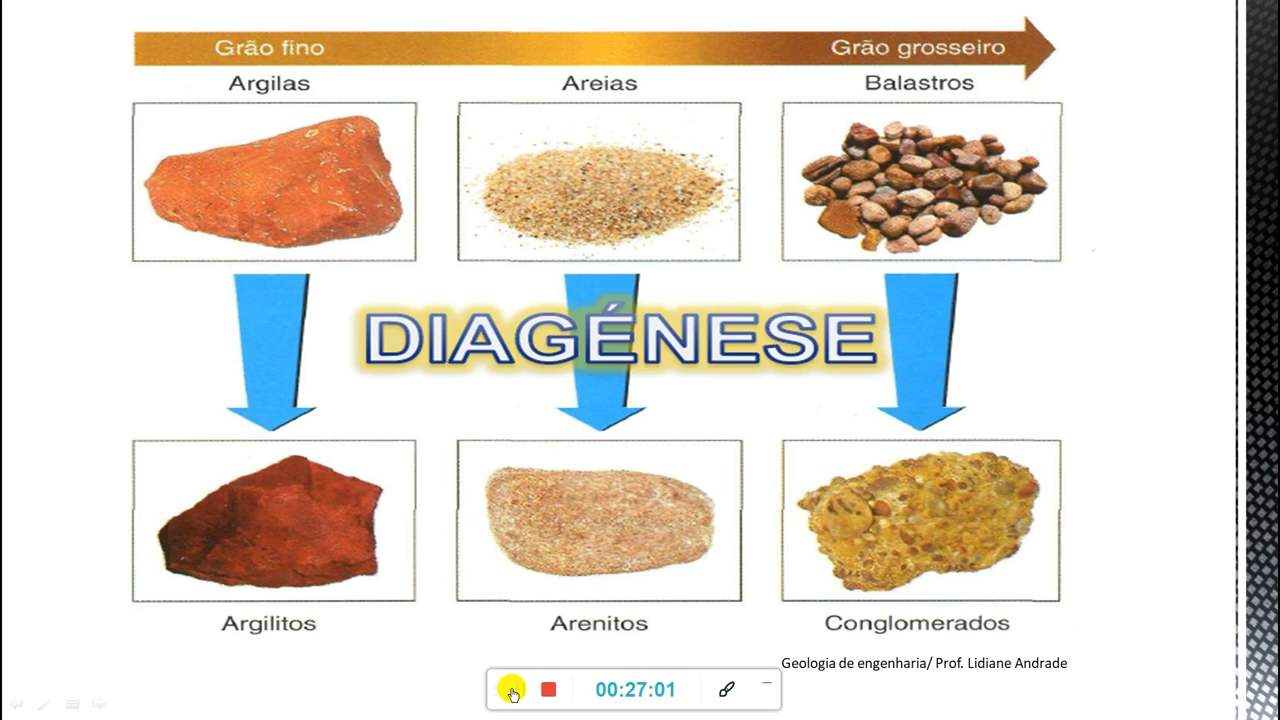 Grão fino Grão grosseiro
Argilas Areias Balastros
DIAGÉNESE
Argilitos Arenitos Conglomerados
Geologia de engenharia/ Prof. Lidiane Andrade
00:27:01